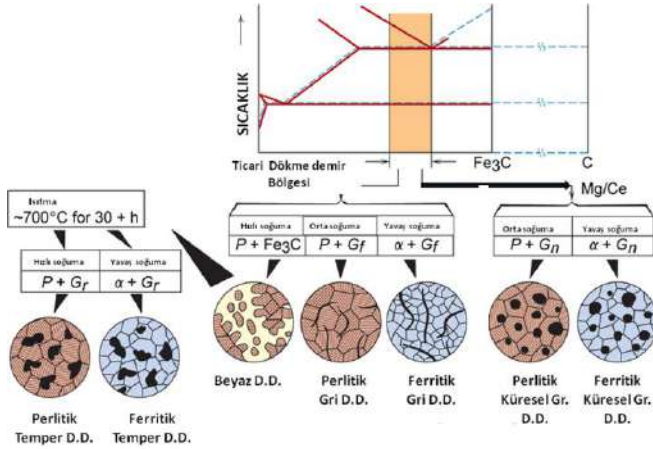 SICAKLIK
Ticari Dökme demir
Bölgesi
Fe3C
C
Mg/Ce
Isıtma
~700°C for 30 + h
Hızlı soğuma
Yavaş soğuma
P + Gr
α + Gr
Hızlı soğuma
Orta soğuma
Yavaş soğuma
P + Fe3C
P + Gf
α + Gf
Orta soğuma
Yavaş soğuma
P + Gn
α + Gn
Perlitik
Temper D.D.
Ferritik
Temper D.D.
Beyaz D.D.
Perlitik
Gri D.D.
Ferritik
Gri D.D.
Perlitik
Küresel Gr.
D.D.
Ferritik
Küresel Gr.
D.D.